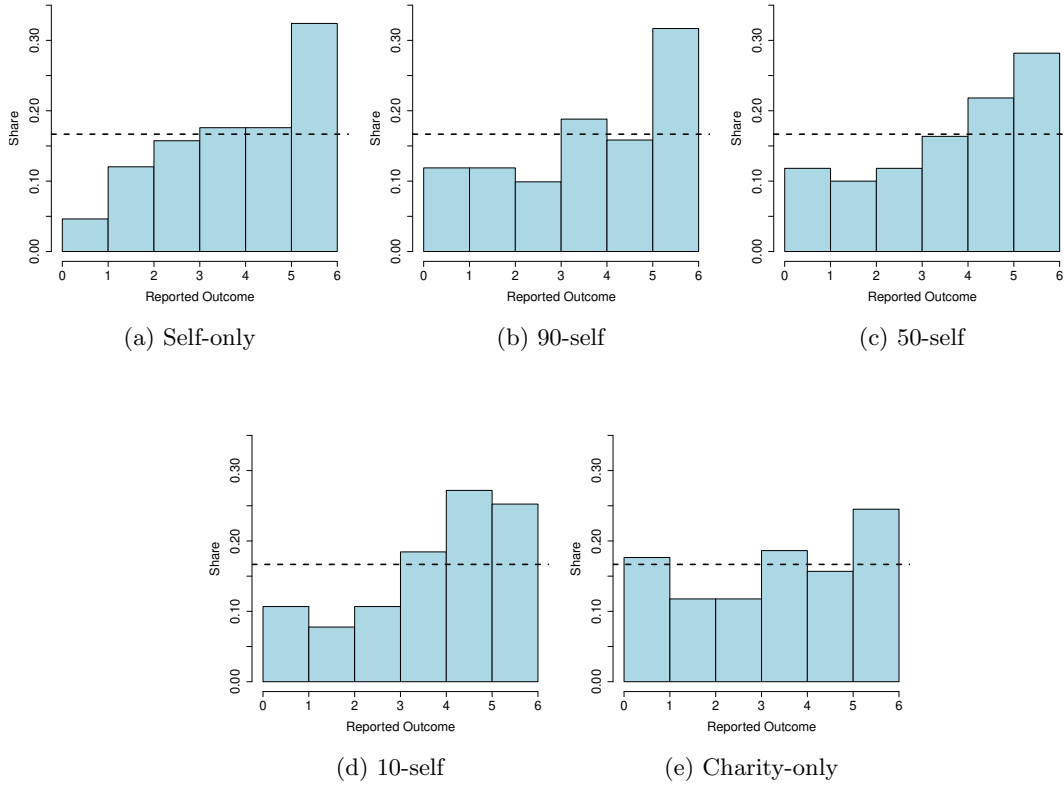 0.00 0.10 0.20 0.30
Share
0 1 2 3 4 5 6
Reported Outcome
(a) Self-only
0.00 0.10 0.20 0.30
Share
0 1 2 3 4 5 6
Reported Outcome
(b) 90-self
0.00 0.10 0.20 0.30
Share
0 1 2 3 4 5 6
Reported Outcome
(c) 50-self
0.00 0.10 0.20 0.30
Share
0 1 2 3 4 5 6
Reported Outcome
(d) 10-self
0.00 0.10 0.20 0.30
Share
0 1 2 3 4 5 6
Reported Outcome
(e) Charity-only